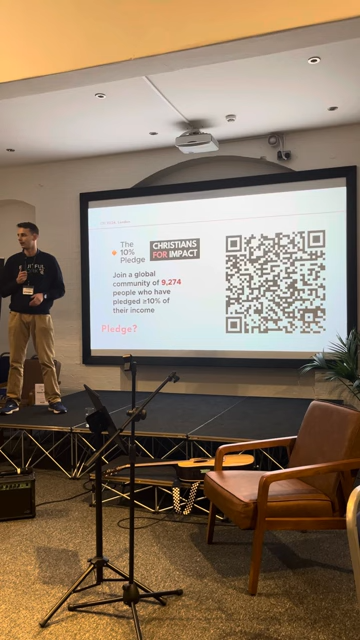 The
10%
Pledge
CHRISTIANS
FOR IMPACT
Join a global
community of 9,274
people who have
pledged ≥10% of
their income
Pledge?